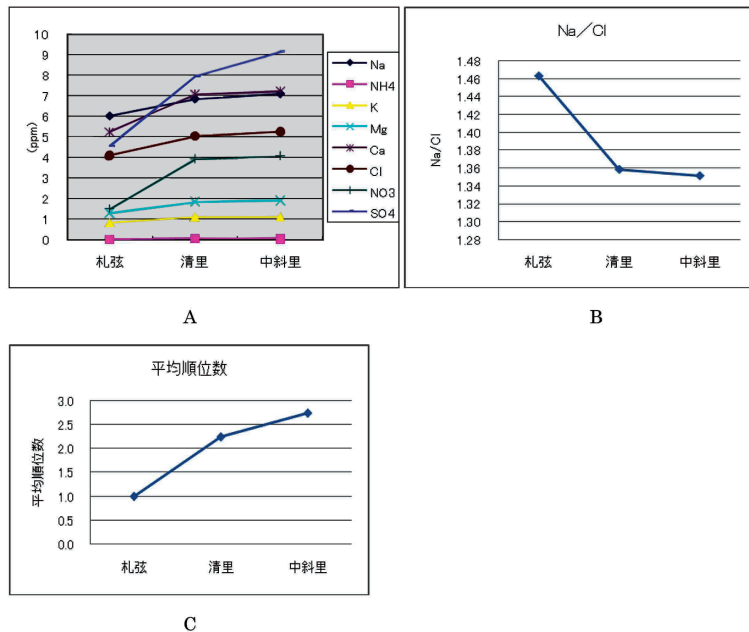 10
9
8
7
6
5
4
3
2
1
0
(ppm)
札弦 清里 中斜里
Na
NH4
K
Mg
Ca
Cl
NO3
SO4
A
Na／Cl
1.48
1.46
1.44
1.42
1.40
1.38
1.36
1.34
1.32
1.30
1.28
Na/Cl
札弦 清里 中斜里
B
平均順位数
3.0
2.5
2.0
1.5
1.0
0.5
0.0
平均順位数
札弦 清里 中斜里
C